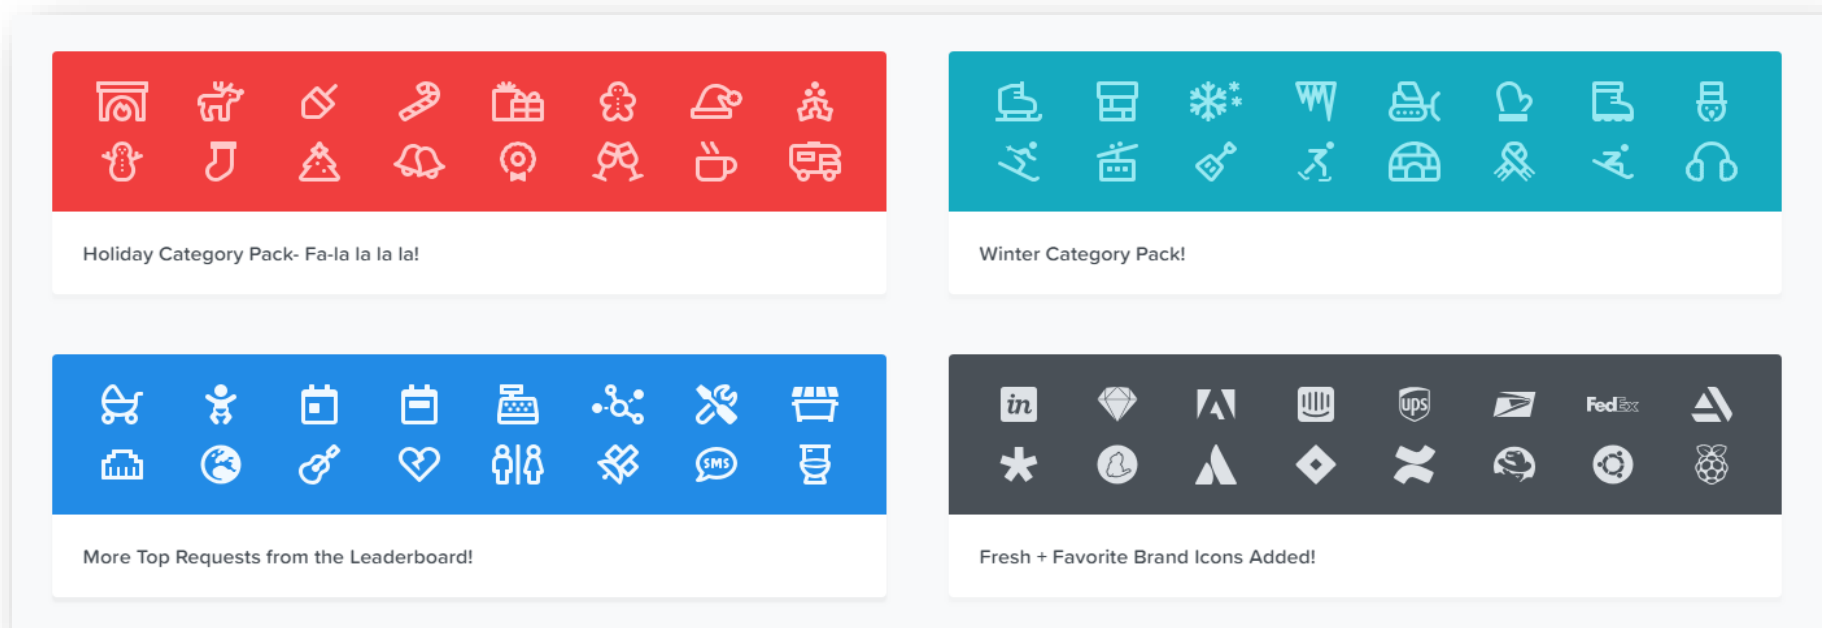 Holiday Category Pack- Fa-la la la la!
Winter Category Pack!
SMS
More Top Requests from the Leaderboard!
in
ups
FedEx
Fresh + Favorite Brand Icons Added!